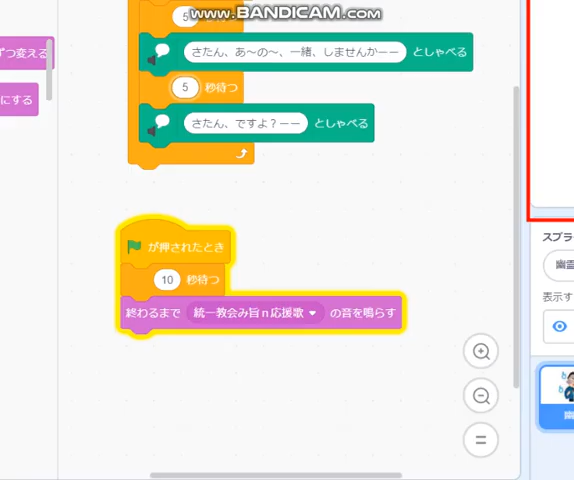 www.BANDICAM.com
5
さたん、あ〜の〜、一緒、しませんかーー としゃべる
ずつ変える
5 秒待つ
にする
さたん、ですよ？ーー としゃべる
が押されたとき
スプラ
10 秒待つ
終わるまで 統一教会み旨n応援歌 の音を鳴らす
表示す